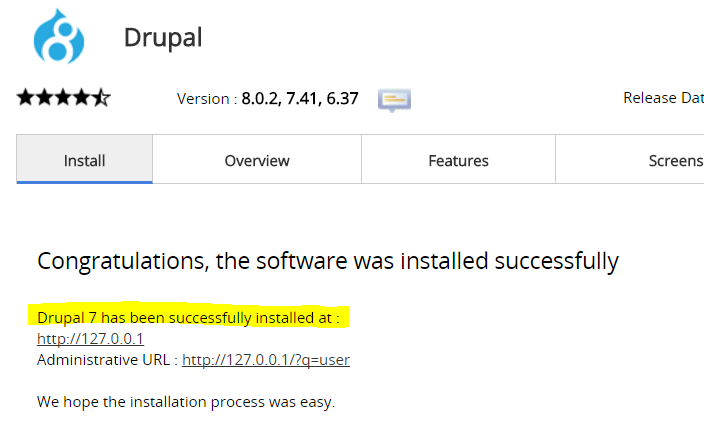 Drupal
Version : 8.0.2, 7.41, 6.37
Release Dat
Install
Overview
Features
Screens
Congratulations, the software was installed successfully
Drupal 7 has been successfully installed at :
http://127.0.0.1
Administrative URL : http://127.0.0.1/?q=user
We hope the installation process was easy.